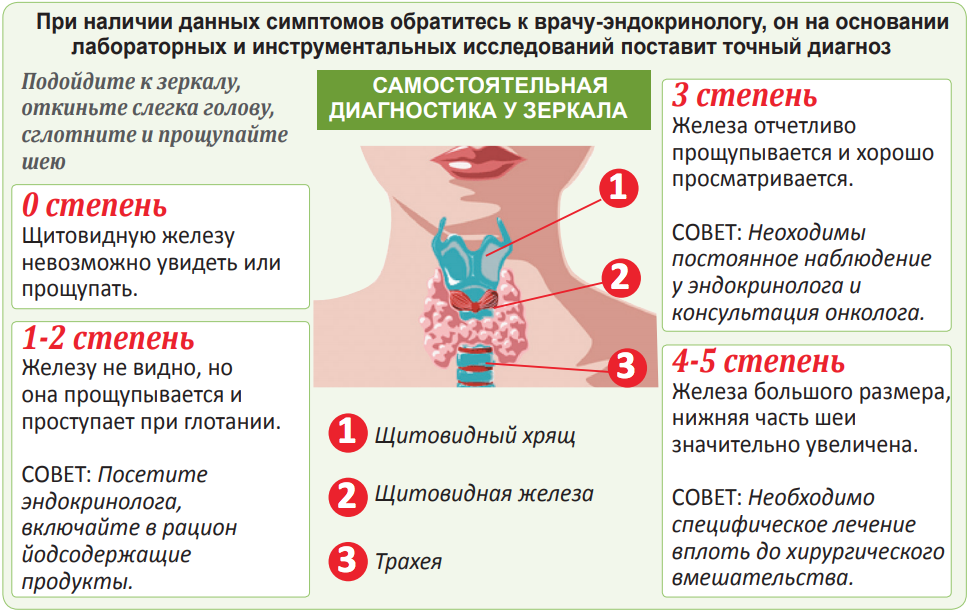 При наличии данных симптомов обратитесь к врачу-эндокринологу, он на основании
лабораторных и инструментальных исследований поставит точный диагноз
Подойдите к зеркалу,
откиньте слегка голову,
сглотните и прощупайте
шею
0 степень
Щитовидную железу
невозможно увидеть или
прощупать.
1-2 степень
Железу не видно, но
она прощупывается и
проступает при глотании.
СОВЕТ: Посетите
эндокринолога,
включайте в рацион
йодсодержащие
продукты.
САМОСТОЯТЕЛЬНАЯ
ДИАГНОСТИКА У ЗЕРКАЛА
1
2
3
1 Щитовидный хрящ
2 Щитовидная железа
3 Трахея
3 степень
Железа отчетливо
прощупывается и хорошо
просматривается.
СОВЕТ: Неоходимы
постоянное наблюдение
у эндокринолога и
консультация онколога.
4-5 степень
Железа большого размера,
нижняя часть шеи
значительно увеличена.
СОВЕТ: Необходимо
специфическое лечение
вплоть до хирургического
вмешательства.